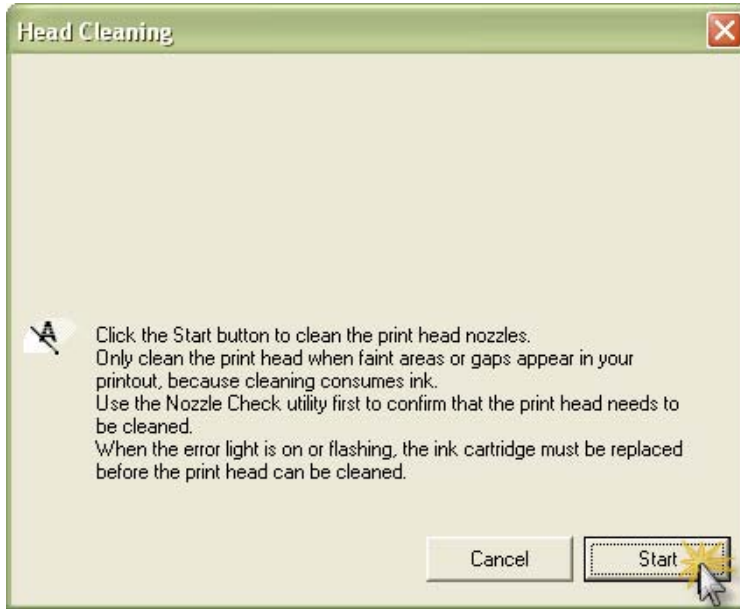 Head Cleaning
Click the Start button to clean the print head nozzles.
Only clean the print head when faint areas or gaps appear in your
printout, because cleaning consumes ink.
Use the Nozzle Check utility first to confirm that the print head needs to
be cleaned.
When the error light is on or flashing, the ink cartridge must be replaced
before the print head can be cleaned.
Cancel Start